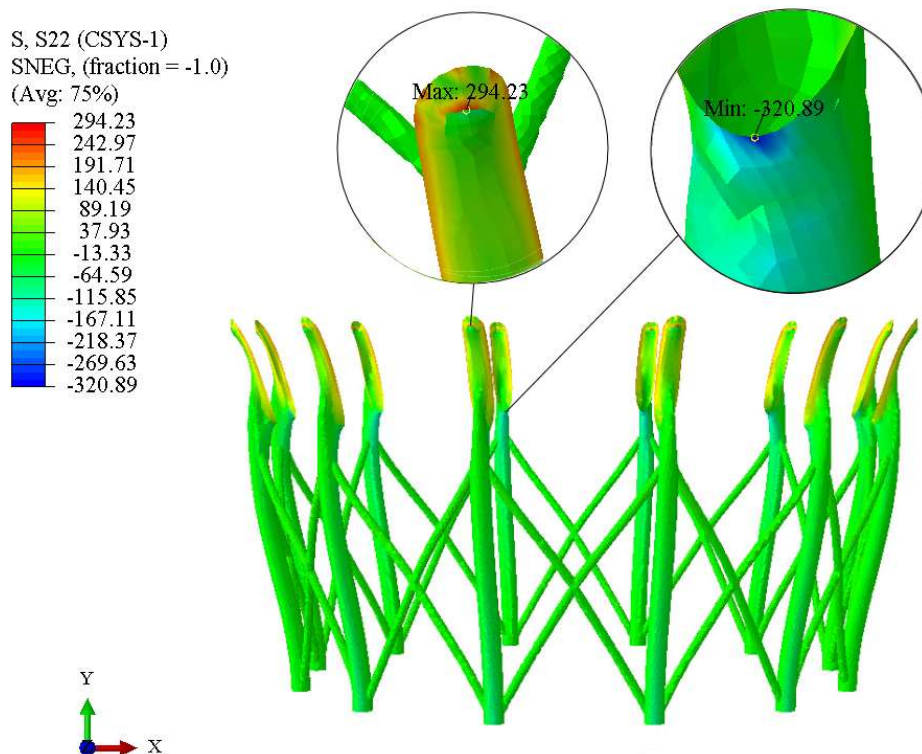 S, S22 (CSYS-1)
SNEG, (fraction = -1.0)
(Avg: 75%)
294.23
242.97
191.71
140.45
89.19
37.93
-13.33
-64.59
-115.85
-167.11
-218.37
-269.63
-320.89
Max: 294.23
Min: -320.89
Y
X